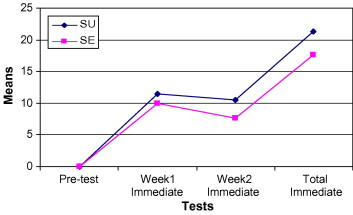 25
20
15
10
5
0
Means
SU
SE
Pre-test
Week1
Immediate
Week2
Immediate
Total
Immediate
Tests